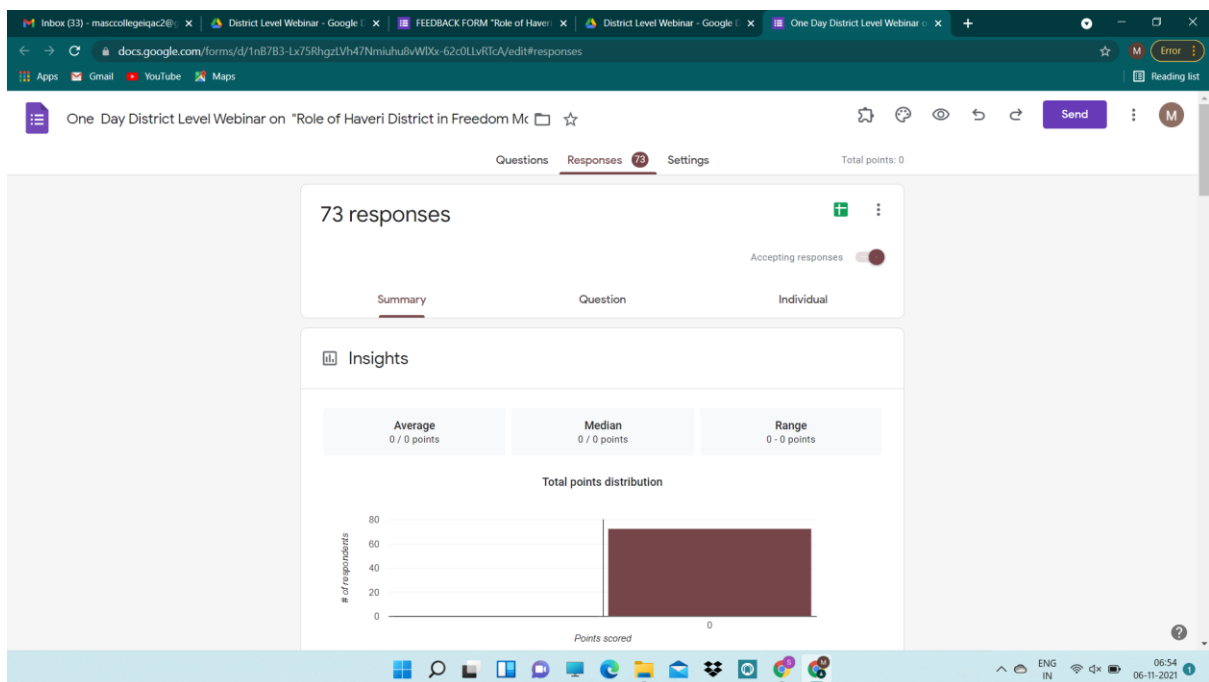 Inbox (33) - masccollegeiqac2@g
District Level Webinar - Google D
FEEDBACK FORM "Role of Haveri
District Level Webinar - Google D
One Day District Level Webinar o
docs.google.com/forms/d/1nB7B3-Lx75RhgzLVh47Nmiuhu8vWlXx-62c0LLvRTcA/edit#responses
M
Error
Apps
Gmail
YouTube
Maps
Reading list
One Day District Level Webinar on "Role of Haveri District in Freedom Mo
Send
M
Questions
Responses 73
Settings
Total points: 0
73 responses
Accepting responses
Summary
Question
Individual
Insights
Average
0 / 0 points
Median
0 / 0 points
Range
0 - 0 points
Total points distribution
80
60
40
20
0
# of respondents
0
Points scored
ENG
IN
06:54
06-11-2021
1